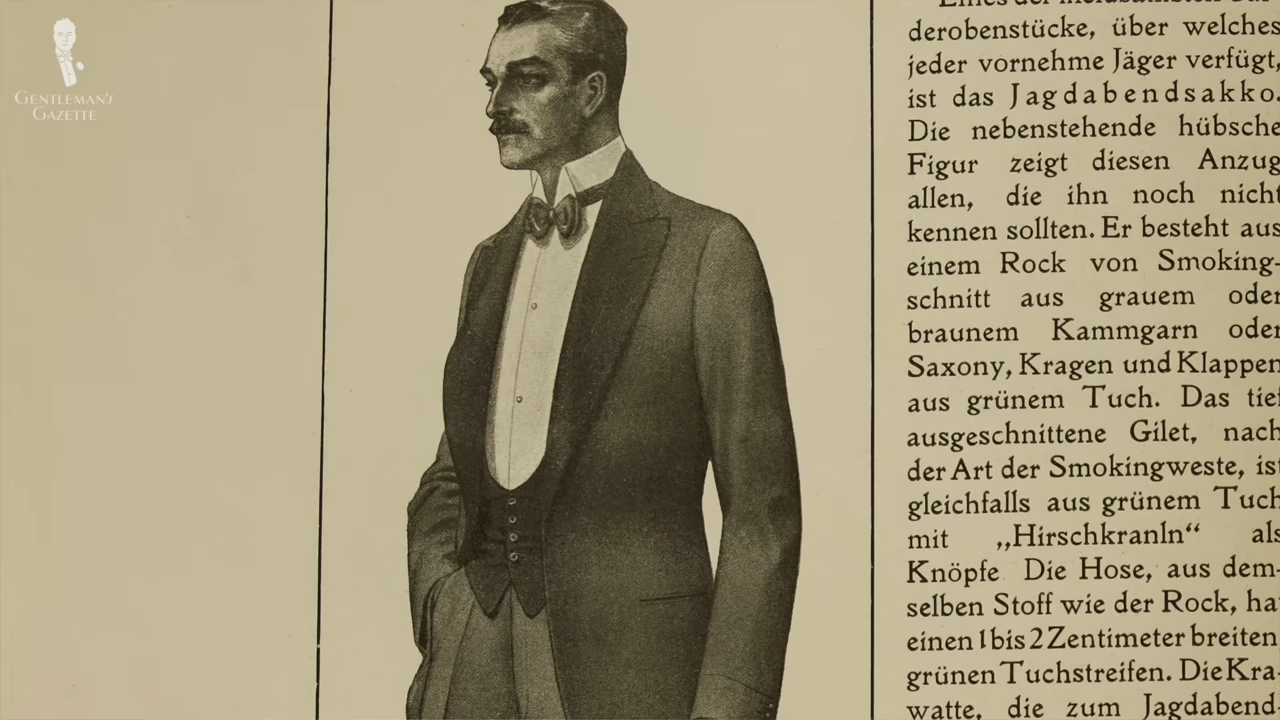 GENTLEMAN'S
GAZETTE
derobenstücke, über welches
jeder vornehme Jäger verfügt,
ist das Jagdabendsakko.
Die nebenstehende hübsche
Figur zeigt diesen Anzug
allen, die ihn noch nicht
kennen sollten. Er besteht aus
einem Rock von Smoking-
schnitt aus grauem oder
braunem Kammgarn oder
Saxony, Kragen und Klappen
aus grünem Tuch. Das tief
ausgeschnittene Gilet, nach
der Art der Smokingweste, ist
gleichfalls aus grünem Tuch
mit „Hirschkranln“ als
Knöpfe. Die Hose, aus dem-
selben Stoff wie der Rock, ha
einen 1 bis 2 Zentimeter breiten
grünen Tuchstreifen. Die Kra-
watte, die zum Jagdabend-